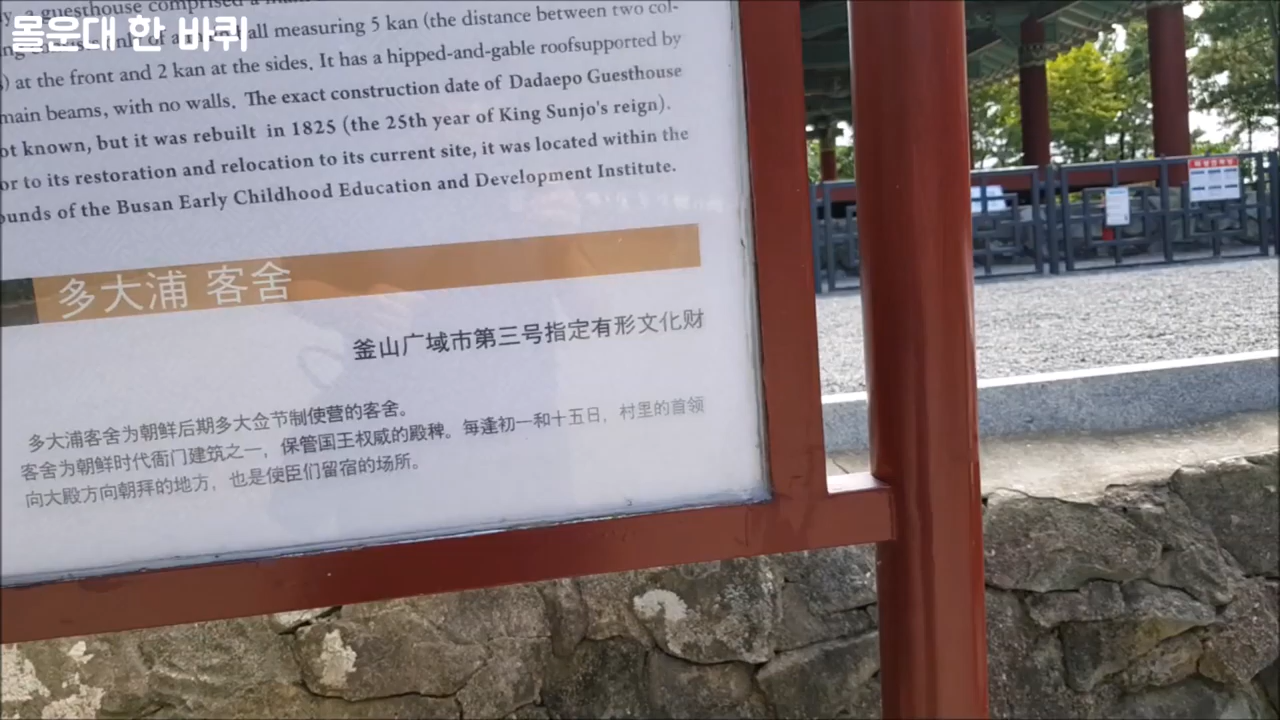 몰운대 한 바퀴
a guesthouse comprised a
of a all measuring 5 kan (the distance between two col-
) at the front and 2 kan at the sides. It has a hipped-and-gable roofsupported by
main beams, with no walls. The exact construction date of Dadaepo Guesthouse
ot known, but it was rebuilt in 1825 (the 25th year of King Sunjo's reign).
or to its restoration and relocation to its current site, it was located within the
ounds of the Busan Early Childhood Education and Development Institute.
多大浦 客舍
釜山广域市第三号指定有形文化财
多大浦客舍为朝鲜后期多大佥节制使营的客舍。
客舍为朝鲜时代衙门建筑之一，保管国王权威的殿稗。每逢初一和十五日，村里的首领
向大殿方向朝拜的地方，也是使臣们留宿的场所。